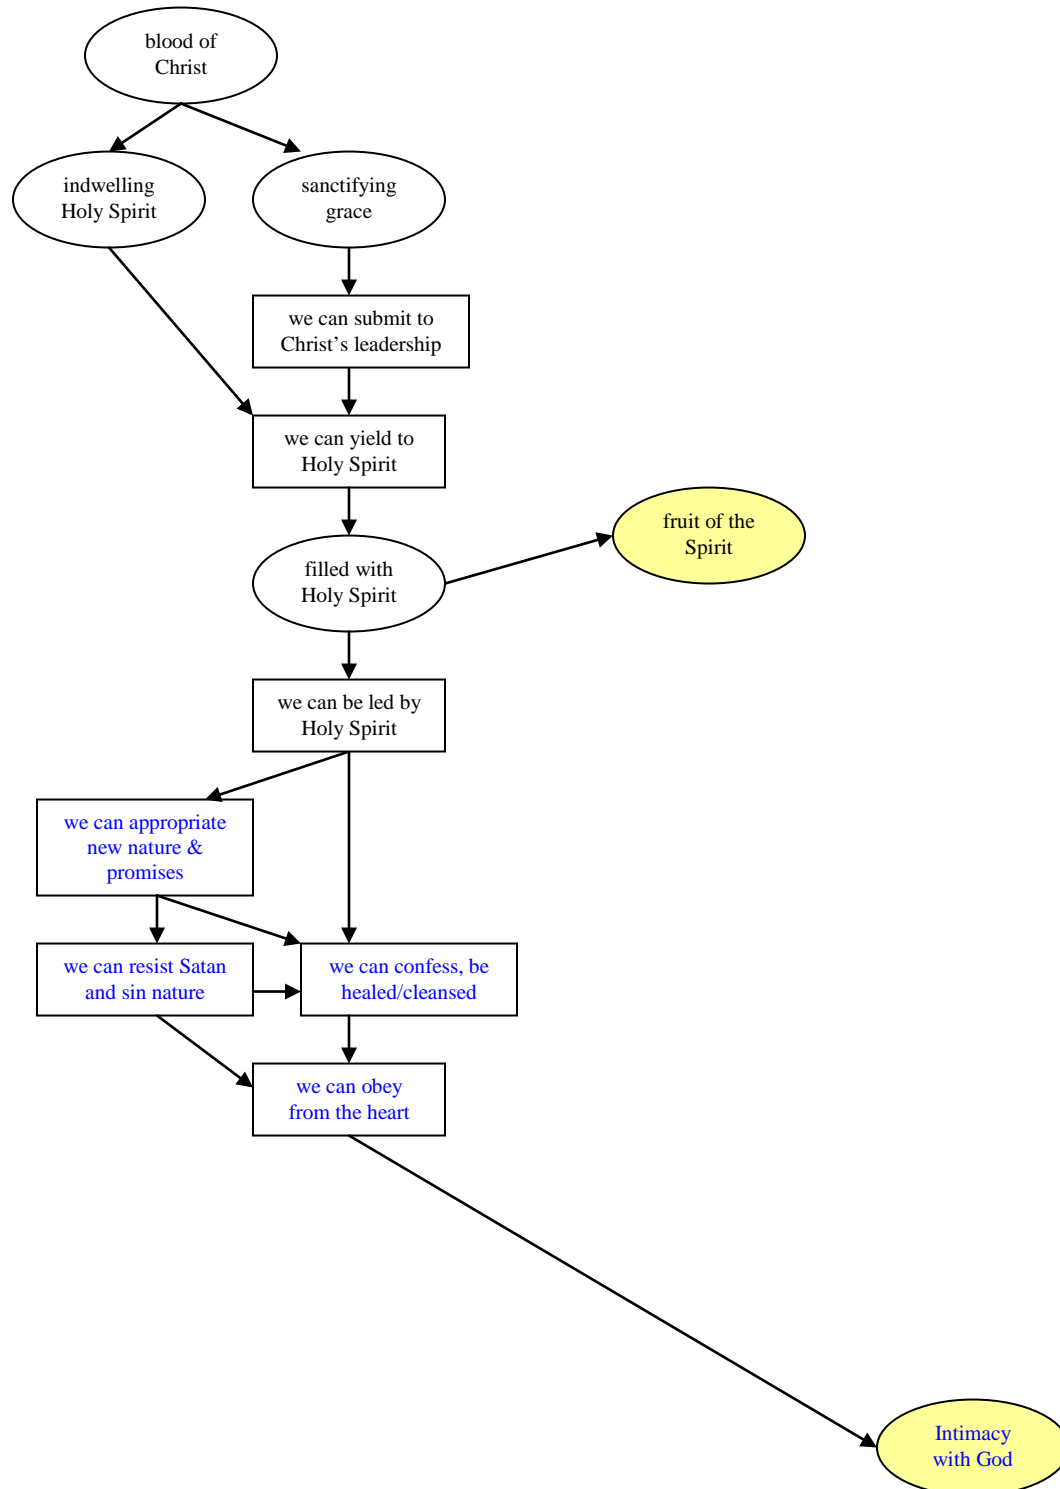 blood of
Christ
indwelling
Holy Spirit
sanctifying
grace
we can submit to
Christ’s leadership
we can yield to
Holy Spirit
fruit of the
Spirit
filled with
Holy Spirit
we can be led by
Holy Spirit
we can appropriate
new nature &
promises
we can resist Satan
and sin nature
we can confess, be
healed/cleansed
we can obey
from the heart
Intimacy
with God